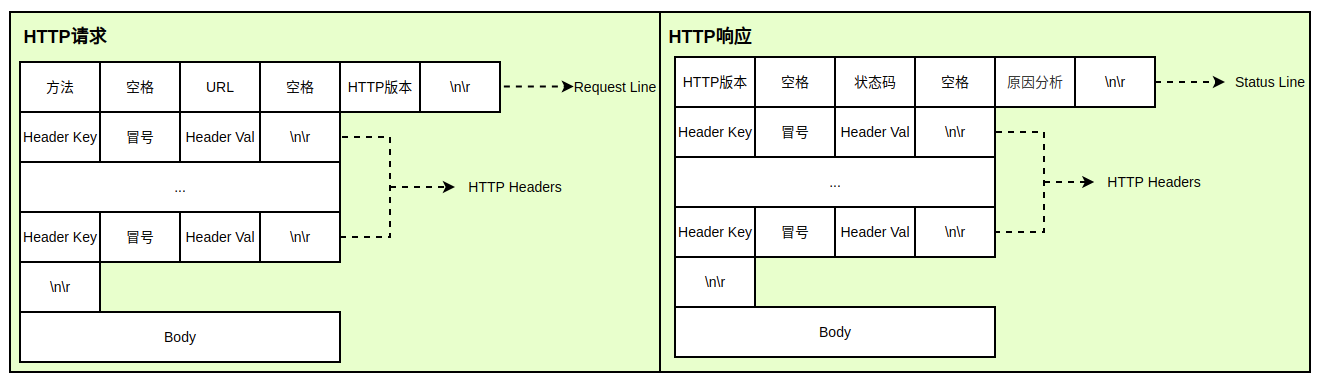 HTTP请求
方法 空格 URL 空格 HTTP版本 \n\r Request Line
Header Key 冒号 Header Val \n\r
...
HTTP Headers
Header Key 冒号 Header Val \n\r
\n\r
Body
HTTP响应
HTTP版本 空格 状态码 空格 原因分析 \n\r Status Line
Header Key 冒号 Header Val \n\r
...
HTTP Headers
Header Key 冒号 Header Val \n\r
\n\r
Body